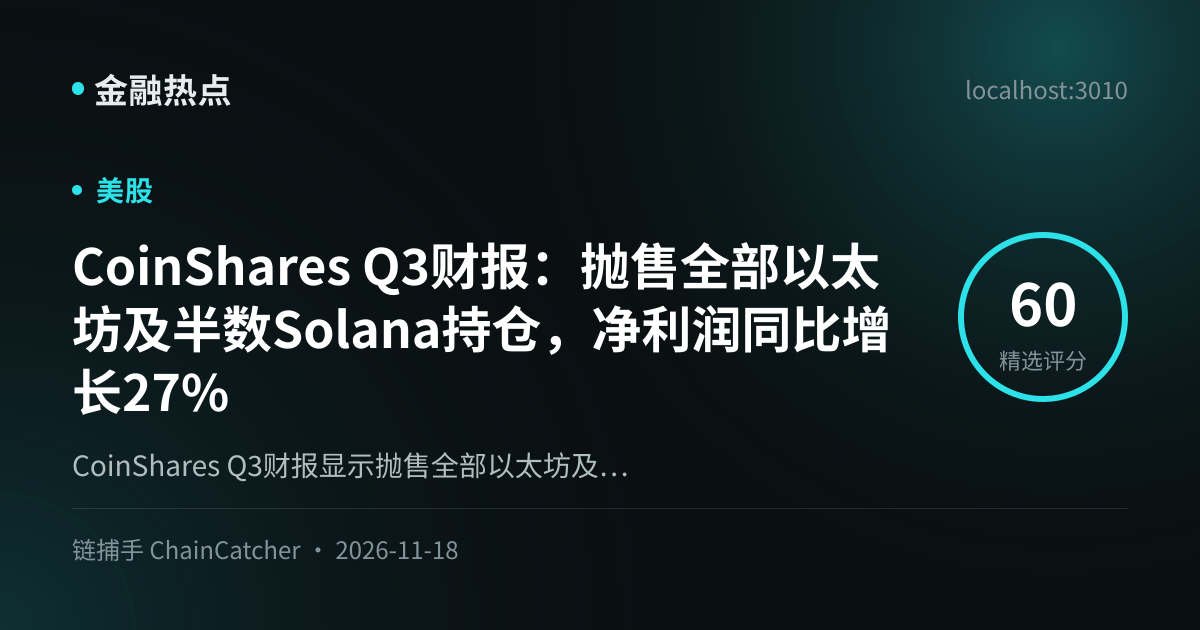 金融热点
localhost:3010
美股
CoinShares Q3财报：抛售全部以太
坊及半数Solana持仓，净利润同比增
长27%
60
精选评分
CoinShares Q3财报显示抛售全部以太坊及…
链捕手 ChainCatcher · 2026-11-18